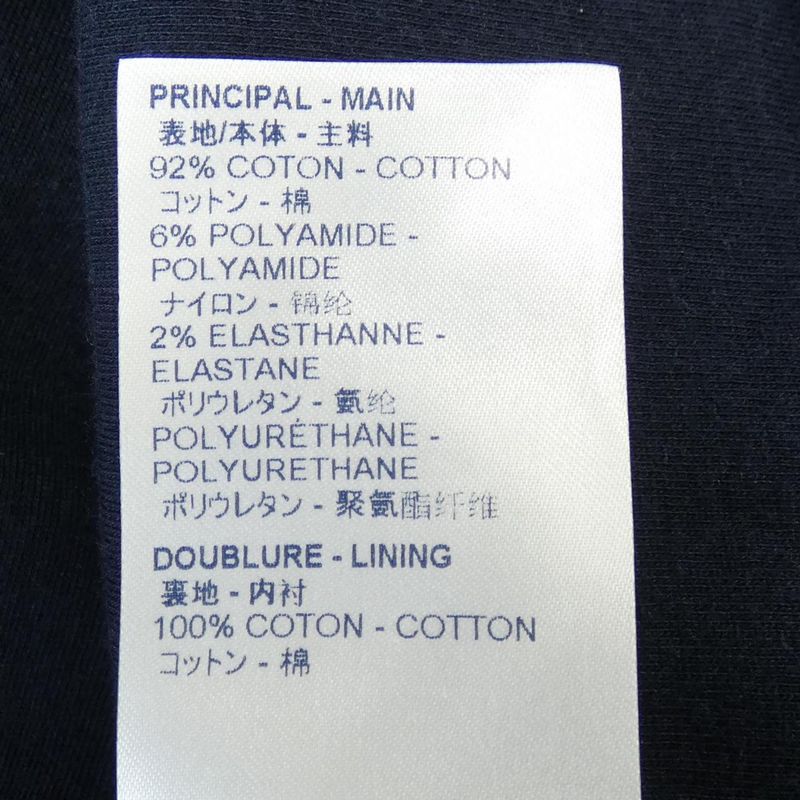 PRINCIPAL - MAIN
表地/本体 - 主料
92% COTON - COTTON
コットン - 棉
6% POLYAMIDE -
POLYAMIDE
ナイロン - 锦纶
2% ELASTHANNE -
ELASTANE
ポリウレタン - 氨纶
POLYURÉTHANE -
POLYURETHANE
ポリウレタン - 聚氨酯纤维
DOUBLURE - LINING
裏地 - 内衬
100% COTON - COTTON
コットン - 棉